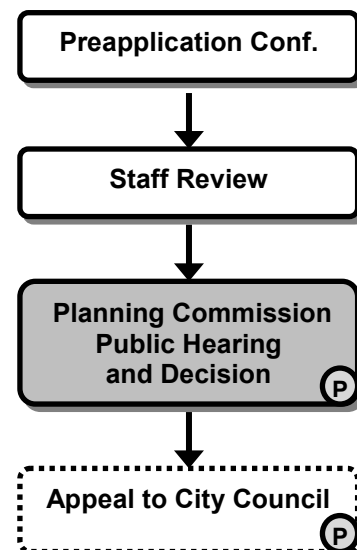 Preapplication Conf.
Staff Review
Planning Commission
Public Hearing
and Decision
P
Appeal to City Council
P